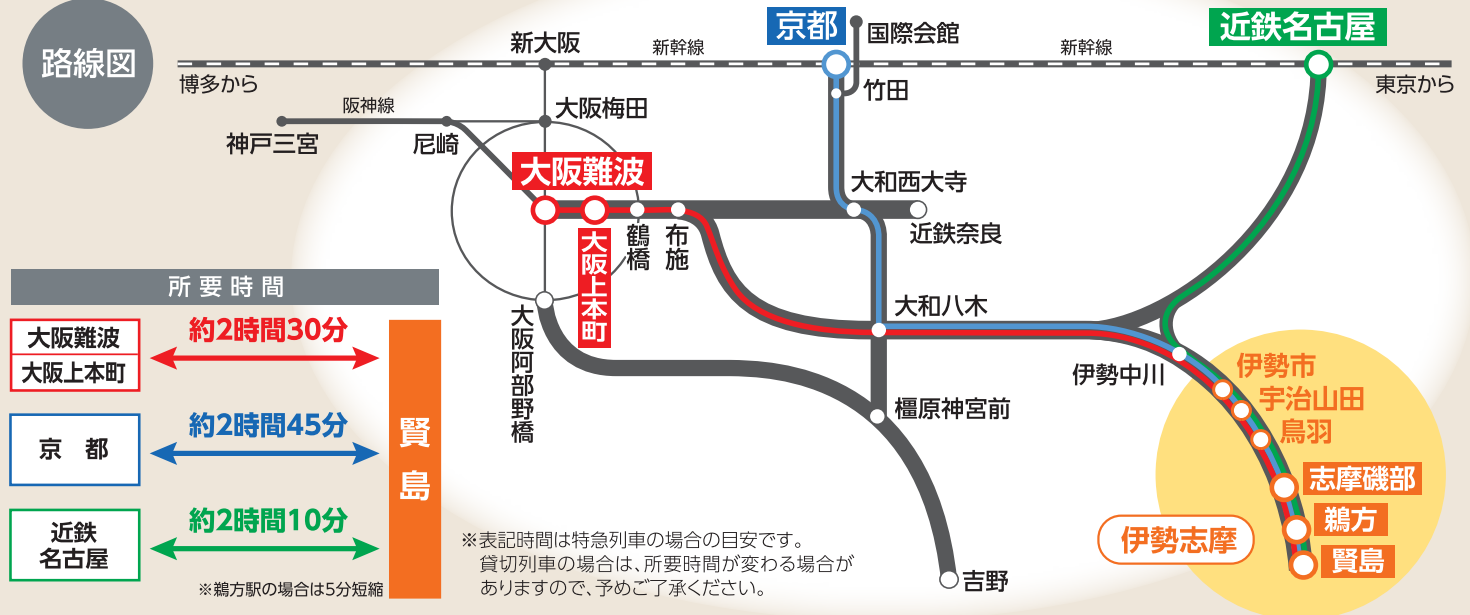 路線図
博多から
新幹線
新大阪
京都
国際会館
新幹線
近鉄名古屋
東京から
竹田
阪神線
大阪梅田
神戸三宮
尼崎
大阪難波
大阪上本町
鶴橋
布施
大和西大寺
近鉄奈良
大和八木
大阪阿部野橋
橿原神宮前
吉野
伊勢中川
伊勢市
宇治山田
鳥羽
志摩磯部
鵜方
賢島
伊勢志摩
所要時間
大阪難波
大阪上本町
約2時間30分
京 都
約2時間45分
近鉄
名古屋
約2時間10分
賢島
※鵜方駅の場合は5分短縮
※表記時間は特急列車の場合の目安です。
貸切列車の場合は、所要時間が変わる場合が
ありますので、予めご了承ください。